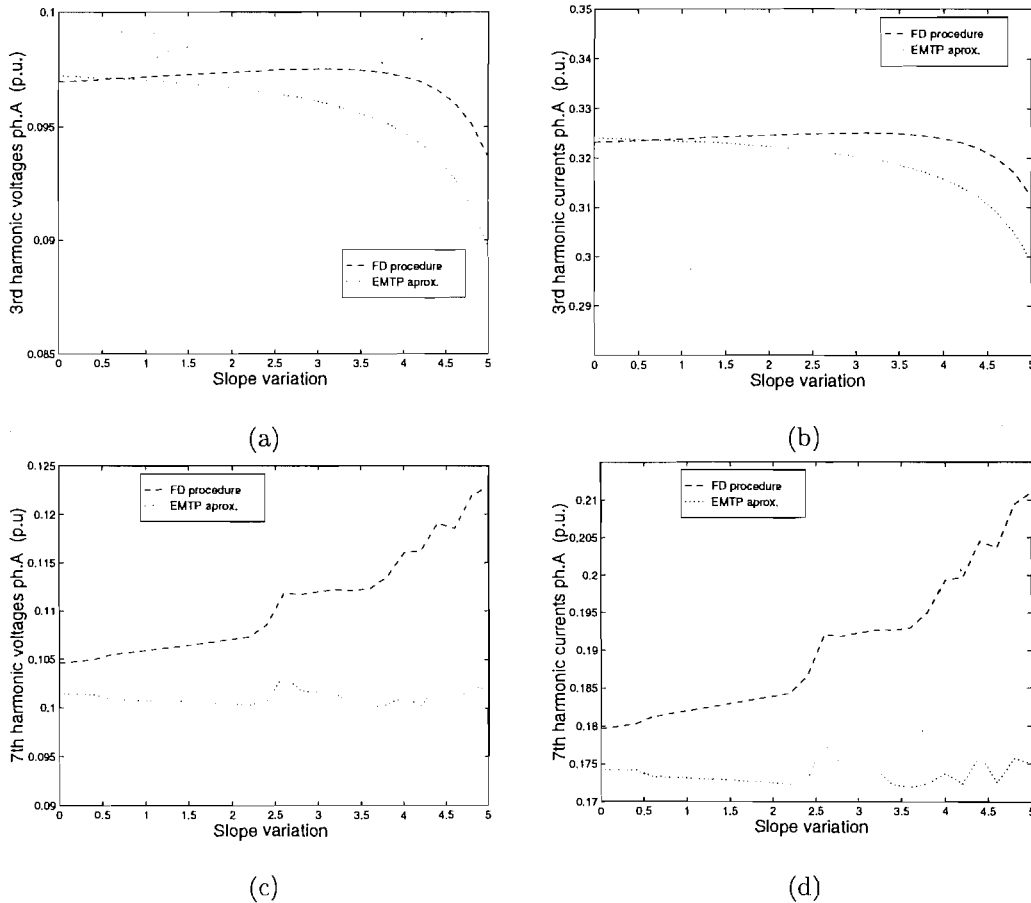 0.1
0.095
0.09
0.085
3rd harmonic voltages ph.A (p.u.)
FD procedure
EMTP aprox.
0 0.5 1 1.5 2 2.5 3 3.5 4 4.5 5
Slope variation
(a)
0.35
0.34
0.33
0.325
0.32
0.31
0.3
0.29
3rd harmonic currents ph.A (p.u.)
FD procedure
EMTP aprox.
0 0.5 1 1.5 2 2.5 3 3.5 4 4.5 5
Slope variation
(b)
0.125
0.12
0.115
0.11
0.105
0.1
0.095
0.09
7th harmonic voltages ph.A (p.u)
FD procedure
EMTP aprox.
0 0.5 1 1.5 2 2.5 3 3.5 4 4.5 5
Slope variation
(c)
0.21
0.205
0.2
0.195
0.19
0.185
0.18
0.175
0.17
7th harmonic currents ph.A (p.u.)
FD procedure
EMTP aprox.
0 0.5 1 1.5 2 2.5 3 3.5 4 4.5 5
Slope variation
(d)